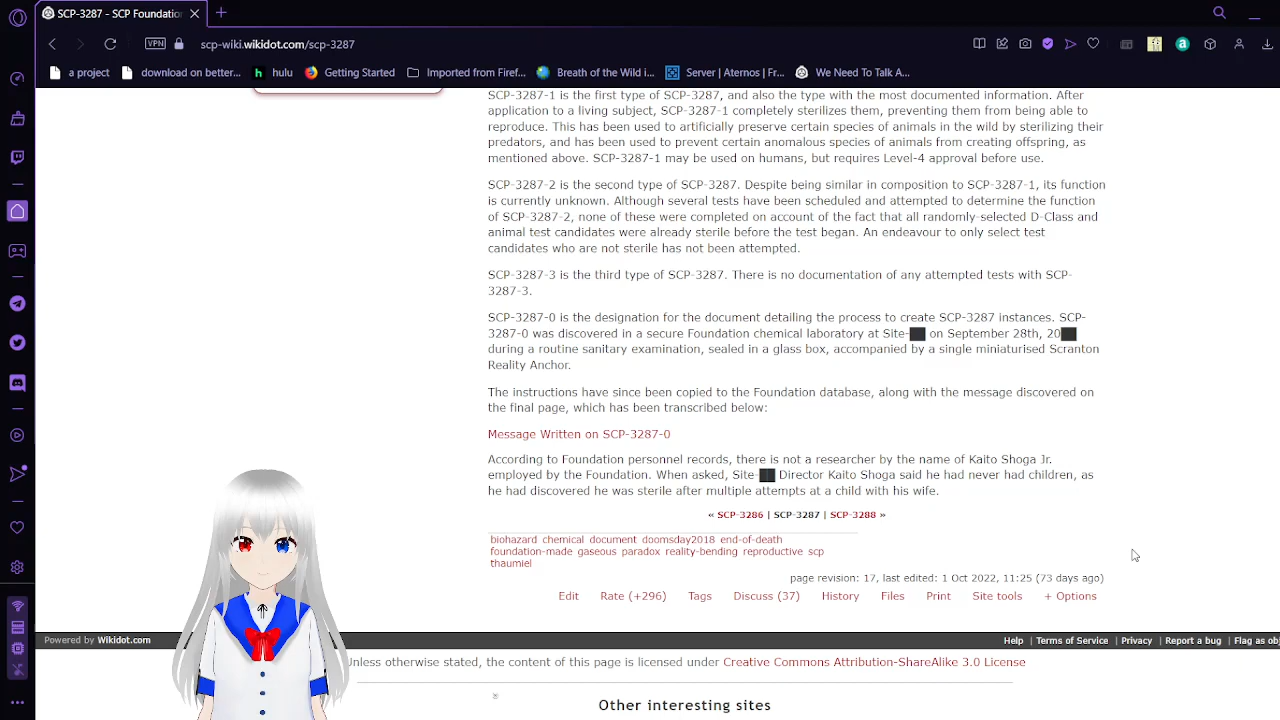 SCP-3287 - SCP Foundation
VPN
scp-wiki.wikidot.com/scp-3287
a project
download on better...
hulu
Getting Started
Imported from Firef...
Breath of the Wild i...
Server | Aternos | Fr...
We Need To Talk A...
SCP-3287-1 is the first type of SCP-3287, and also the type with the most documented information. After
application to a living subject, SCP-3287-1 completely sterilizes them, preventing them from being able to
reproduce. This has been used to artificially preserve certain species of animals in the wild by sterilizing their
predators, and has been used to prevent certain anomalous species of animals from creating offspring, as
mentioned above. SCP-3287-1 may be used on humans, but requires Level-4 approval before use.
SCP-3287-2 is the second type of SCP-3287. Despite being similar in composition to SCP-3287-1, its function
is currently unknown. Although several tests have been scheduled and attempted to determine the function
of SCP-3287-2, none of these were completed on account of the fact that all randomly-selected D-Class and
animal test candidates were already sterile before the test began. An endeavour to only select test
candidates who are not sterile has not been attempted.
SCP-3287-3 is the third type of SCP-3287. There is no documentation of any attempted tests with SCP-
3287-3.
SCP-3287-0 is the designation for the document detailing the process to create SCP-3287 instances. SCP-
3287-0 was discovered in a secure Foundation chemical laboratory at Site-██ on September 28th, 20██
during a routine sanitary examination, sealed in a glass box, accompanied by a single miniaturised Scranton
Reality Anchor.
The instructions have since been copied to the Foundation database, along with the message discovered on
the final page, which has been transcribed below:
Message Written on SCP-3287-0
According to Foundation personnel records, there is not a researcher by the name of Kaito Shoga Jr.
employed by the Foundation. When asked, Site-██ Director Kaito Shoga said he had never had children, as
he had discovered he was sterile after multiple attempts at a child with his wife.
« SCP-3286 | SCP-3287 | SCP-3288 »
biohazard chemical document doomsday2018 end-of-death
foundation-made gaseous paradox reality-bending reproductive scp
thaumiel
page revision: 17, last edited: 1 Oct 2022, 11:25 (73 days ago)
Edit Rate (+296) Tags Discuss (37) History Files Print Site tools + Options
Powered by Wikidot.com
Help | Terms of Service | Privacy | Report a bug | Flag as ob
Unless otherwise stated, the content of this page is licensed under Creative Commons Attribution-ShareAlike 3.0 License
Other interesting sites